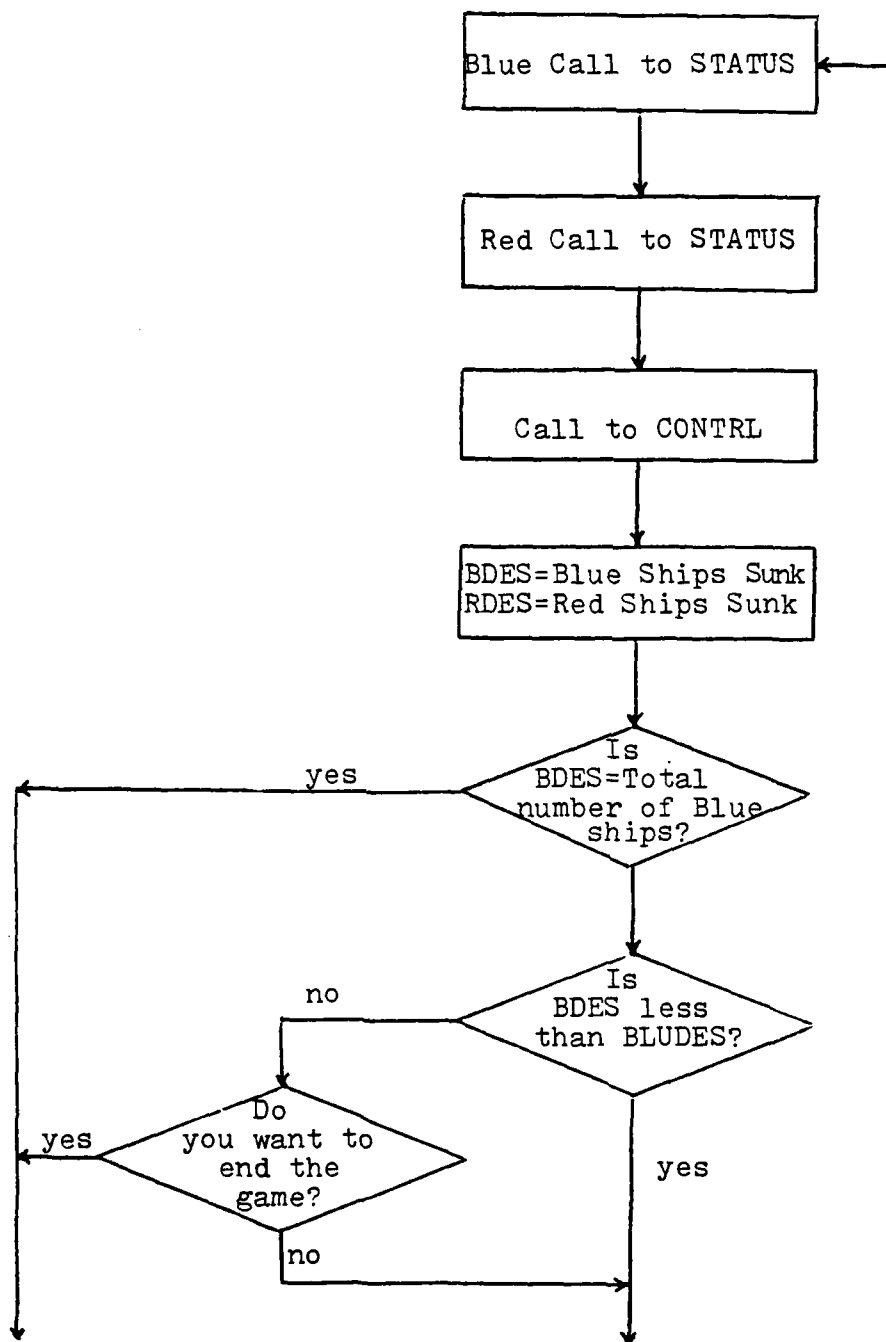 Blue Call to STATUS
Red Call to STATUS
Call to CONTRL
BDES=Blue Ships Sunk
RDES=Red Ships Sunk
Is
BDES=Total
number of Blue
ships?
yes
Is
BDES less
than BLUDES?
no
Do
you want to
end the
game?
yes
yes
no